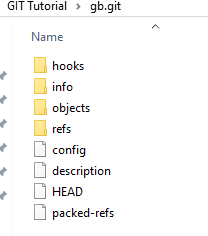 GIT Tutorial > gb.git
Name
hooks
info
objects
refs
config
description
HEAD
packed-refs